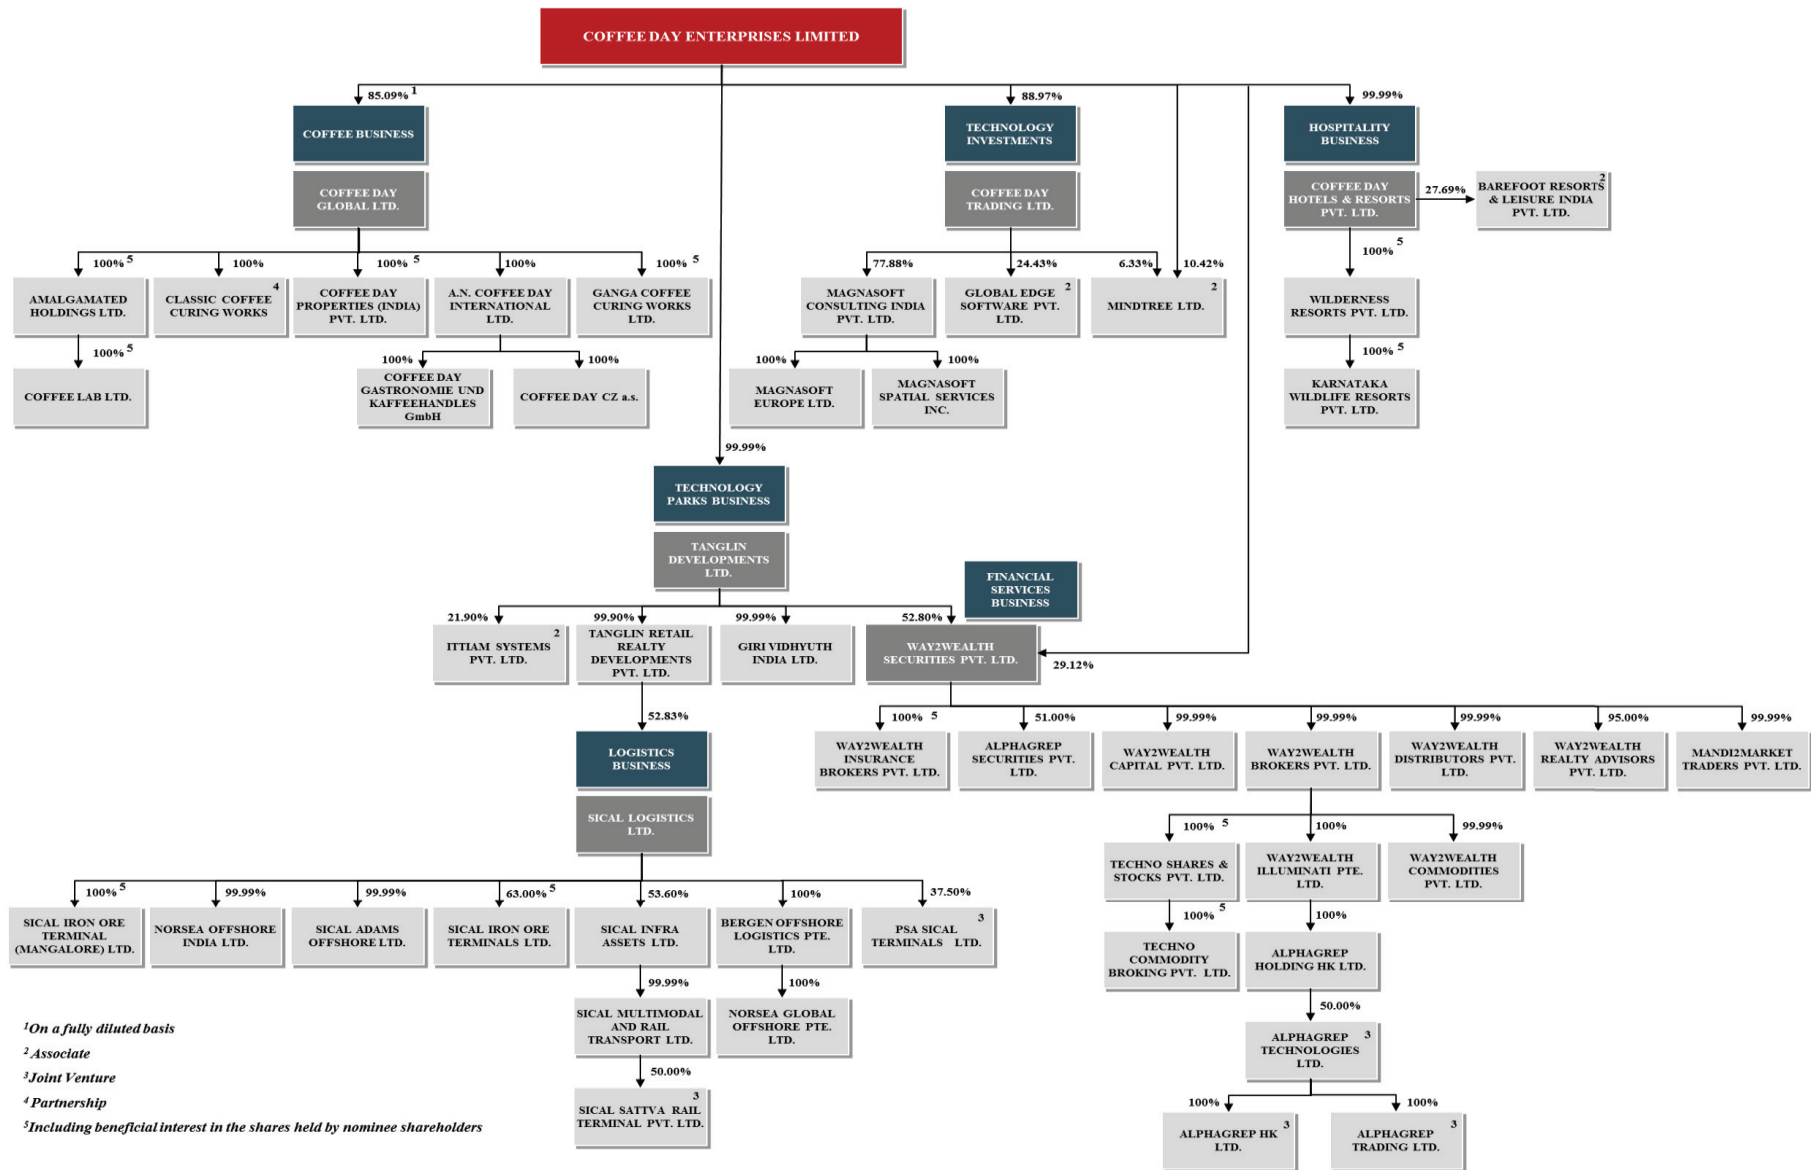 COFFEE DAY ENTERPRISES LIMITED
85.09% 1
88.97%
99.99%
COFFEE BUSINESS
TECHNOLOGY
INVESTMENTS
HOSPITALITY
BUSINESS
COFFEE DAY
GLOBAL LTD.
COFFEE DAY
TRADING LTD.
COFFEE DAY
HOTELS & RESORTS
PVT. LTD.
27.69%
2
BAREFOOT RESORTS
& LEISURE INDIA
PVT. LTD.
100% 5
100%
100% 5
100%
100% 5
77.88%
24.43%
6.33%
10.42%
100% 5
AMALGAMATED
HOLDINGS LTD.
4
CLASSIC COFFEE
CURING WORKS
COFFEE DAY
PROPERTIES (INDIA)
PVT. LTD.
A.N. COFFEE DAY
INTERNATIONAL
LTD.
GANGA COFFEE
CURING WORKS
LTD.
MAGNASOFT
CONSULTING INDIA
PVT. LTD.
2
GLOBAL EDGE
SOFTWARE PVT.
LTD.
2
MINDTREE LTD.
WILDERNESS
RESORTS PVT. LTD.
100% 5
100%
100%
100%
100%
100% 5
COFFEE LAB LTD.
COFFEE DAY
GASTRONOMIE UND
KAFFEEHANDLES
GmbH
COFFEE DAY CZ a.s.
MAGNASOFT
EUROPE LTD.
MAGNASOFT
SPATIAL SERVICES
INC.
KARNATAKA
WILDLIFE RESORTS
PVT. LTD.
99.99%
TECHNOLOGY
PARKS BUSINESS
TANGLIN
DEVELOPMENTS
LTD.
FINANCIAL
SERVICES
BUSINESS
21.90%
99.90%
99.99%
52.80%
2
ITTIAM SYSTEMS
PVT. LTD.
TANGLIN RETAIL
REALTY
DEVELOPMENTS
PVT. LTD.
GIRI VIDHYUTH
INDIA LTD.
WAY2WEALTH
SECURITIES PVT. LTD.
29.12%
52.83%
100% 5
51.00%
99.99%
99.99%
99.99%
95.00%
99.99%
LOGISTICS
BUSINESS
WAY2WEALTH
INSURANCE
BROKERS PVT. LTD.
ALPHAGREP
SECURITIES PVT.
LTD.
WAY2WEALTH
CAPITAL PVT. LTD.
WAY2WEALTH
BROKERS PVT. LTD.
WAY2WEALTH
DISTRIBUTORS PVT.
LTD.
WAY2WEALTH
REALTY ADVISORS
PVT. LTD.
MANDI2MARKET
TRADERS PVT. LTD.
SICAL LOGISTICS
LTD.
100% 5
100%
99.99%
TECHNO SHARES &
STOCKS PVT. LTD.
WAY2WEALTH
ILLUMINATI PTE.
LTD.
WAY2WEALTH
COMMODITIES
PVT. LTD.
100% 5
99.99%
99.99%
63.00% 5
53.60%
100%
37.50%
SICAL IRON ORE
TERMINAL
(MANGALORE) LTD.
NORSEA OFFSHORE
INDIA LTD.
SICAL ADAMS
OFFSHORE LTD.
SICAL IRON ORE
TERMINALS LTD.
SICAL INFRA
ASSETS LTD.
BERGEN OFFSHORE
LOGISTICS PTE.
LTD.
3
PSA SICAL
TERMINALS LTD.
100% 5
100%
TECHNO
COMMODITY
BROKING PVT. LTD.
ALPHAGREP
HOLDING HK LTD.
99.99%
100%
50.00%
SICAL MULTIMODAL
AND RAIL
TRANSPORT LTD.
NORSEA GLOBAL
OFFSHORE PTE.
LTD.
3
ALPHAGREP
TECHNOLOGIES
LTD.
50.00%
3
SICAL SATTVA RAIL
TERMINAL PVT. LTD.
100%
100%
3
ALPHAGREP HK
LTD.
3
ALPHAGREP
TRADING LTD.
1On a fully diluted basis
2 Associate
3Joint Venture
4 Partnership
5Including beneficial interest in the shares held by nominee shareholders